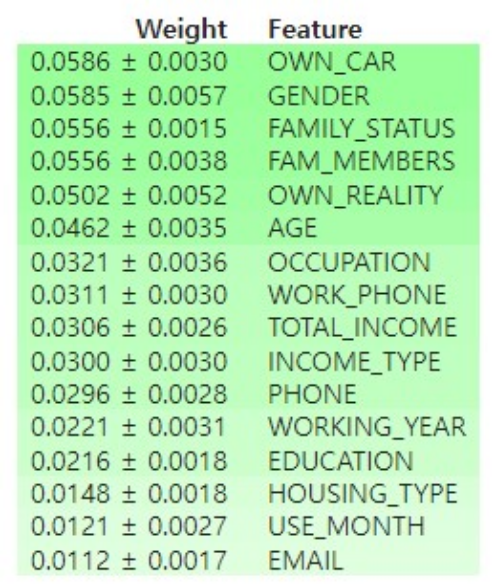 Weight Feature
0.0586 ± 0.0030 OWN_CAR
0.0585 ± 0.0057 GENDER
0.0556 ± 0.0015 FAMILY_STATUS
0.0556 ± 0.0038 FAM_MEMBERS
0.0502 ± 0.0052 OWN_REALITY
0.0462 ± 0.0035 AGE
0.0321 ± 0.0036 OCCUPATION
0.0311 ± 0.0030 WORK_PHONE
0.0306 ± 0.0026 TOTAL_INCOME
0.0300 ± 0.0030 INCOME_TYPE
0.0296 ± 0.0028 PHONE
0.0221 ± 0.0031 WORKING_YEAR
0.0216 ± 0.0018 EDUCATION
0.0148 ± 0.0018 HOUSING_TYPE
0.0121 ± 0.0027 USE_MONTH
0.0112 ± 0.0017 EMAIL